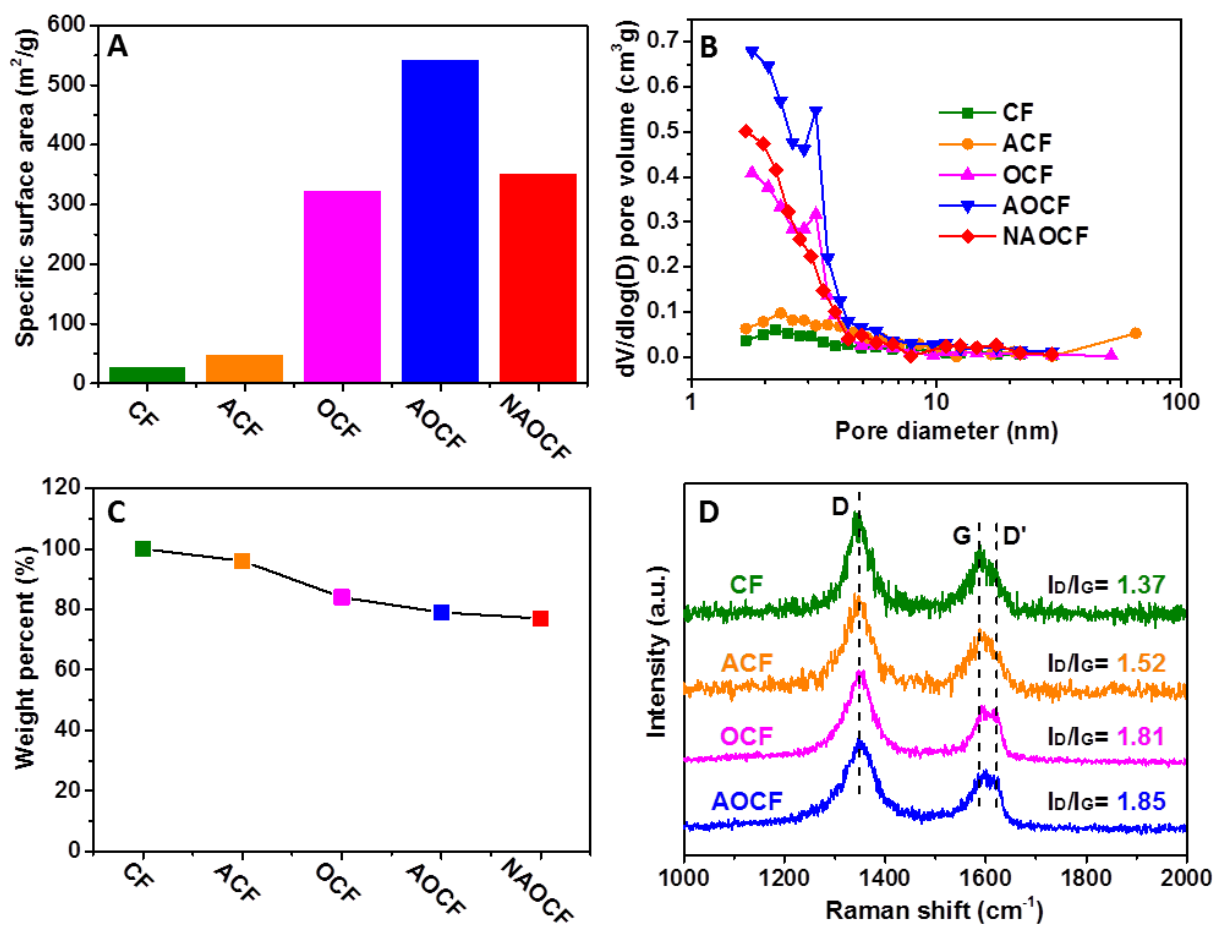 A
Specific surface area (m²/g)
600
500
400
300
200
100
0
CF
ACF
OCF
AOCF
NAOCF
B
dV/dlog(D) pore volume (cm³g)
0.7
0.6
0.5
0.4
0.3
0.2
0.1
0.0
CF
ACF
OCF
AOCF
NAOCF
1
10
100
Pore diameter (nm)
C
Weight percent (%)
120
100
80
60
40
20
0
CF
ACF
OCF
AOCF
NAOCF
D
Intensity (a.u.)
D
G
D'
CF
ID/IG= 1.37
ACF
ID/IG= 1.52
OCF
ID/IG= 1.81
AOCF
ID/IG= 1.85
1000
1200
1400
1600
1800
2000
Raman shift (cm⁻¹)